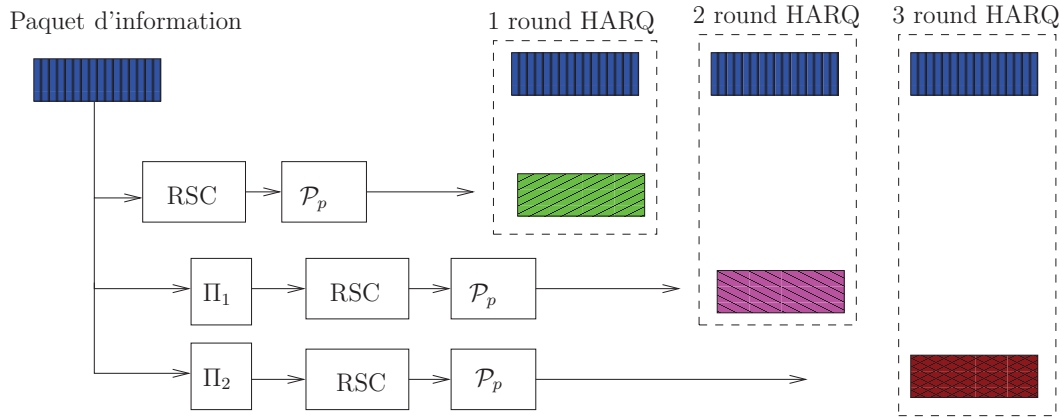 Paquet d'information
1 round HARQ
2 round HARQ
3 round HARQ
RSC
𝒫ₚ
Π₁
RSC
𝒫ₚ
Π₂
RSC
𝒫ₚ